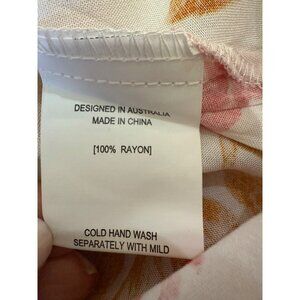 DESIGNED IN AUSTRALIA
MADE IN CHINA
[100% RAYON]
COLD HAND WASH
SEPARATELY WITH MILD